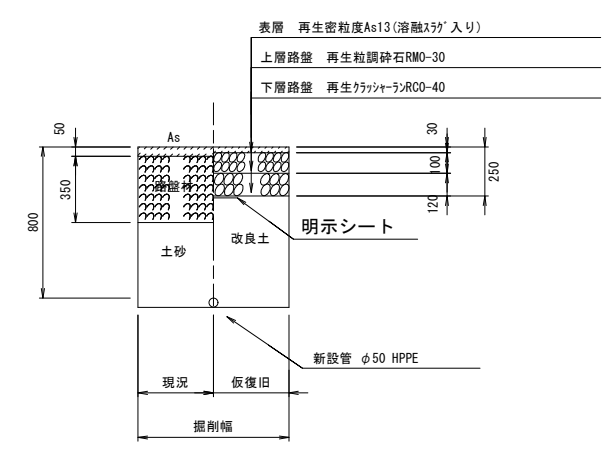 表層 再生密粒度As13(溶融ｽﾗｸﾞ入り)
上層路盤 再生粒調砕石RM0-30
下層路盤 再生ｸﾗｯｼｬｰﾗﾝRC0-40
50
As
30
路盤材
100
250
350
120
800
明示シート
改良土
土砂
新設管 φ50 HPPE
現況
仮復旧
掘削幅